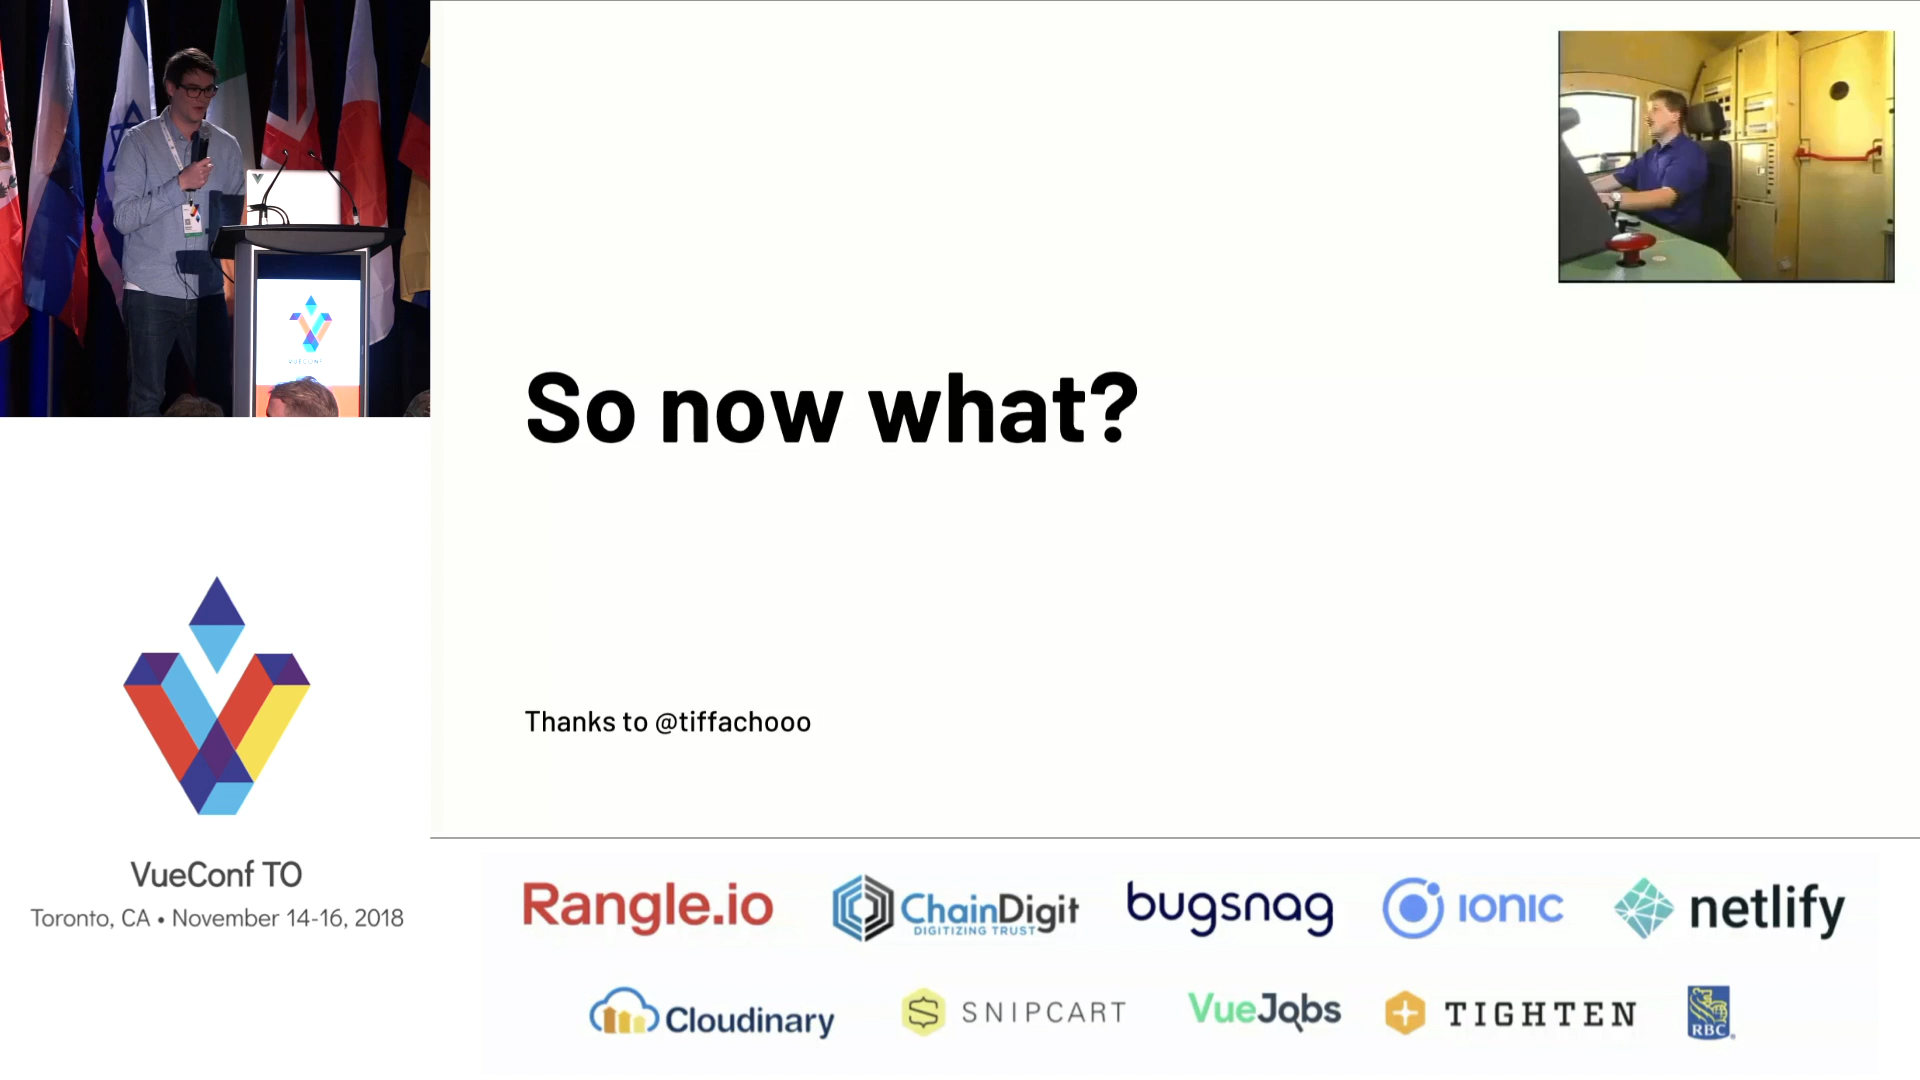 VUECONF
So now what?
Thanks to @tiffachooo
VueConf TO
Toronto, CA • November 14-16, 2018
Rangle.io
ChainDigit
DIGITIZING TRUST
bugsnag
IONIC
netlify
Cloudinary
SNIPCART
VueJobs
TIGHTEN
RBC